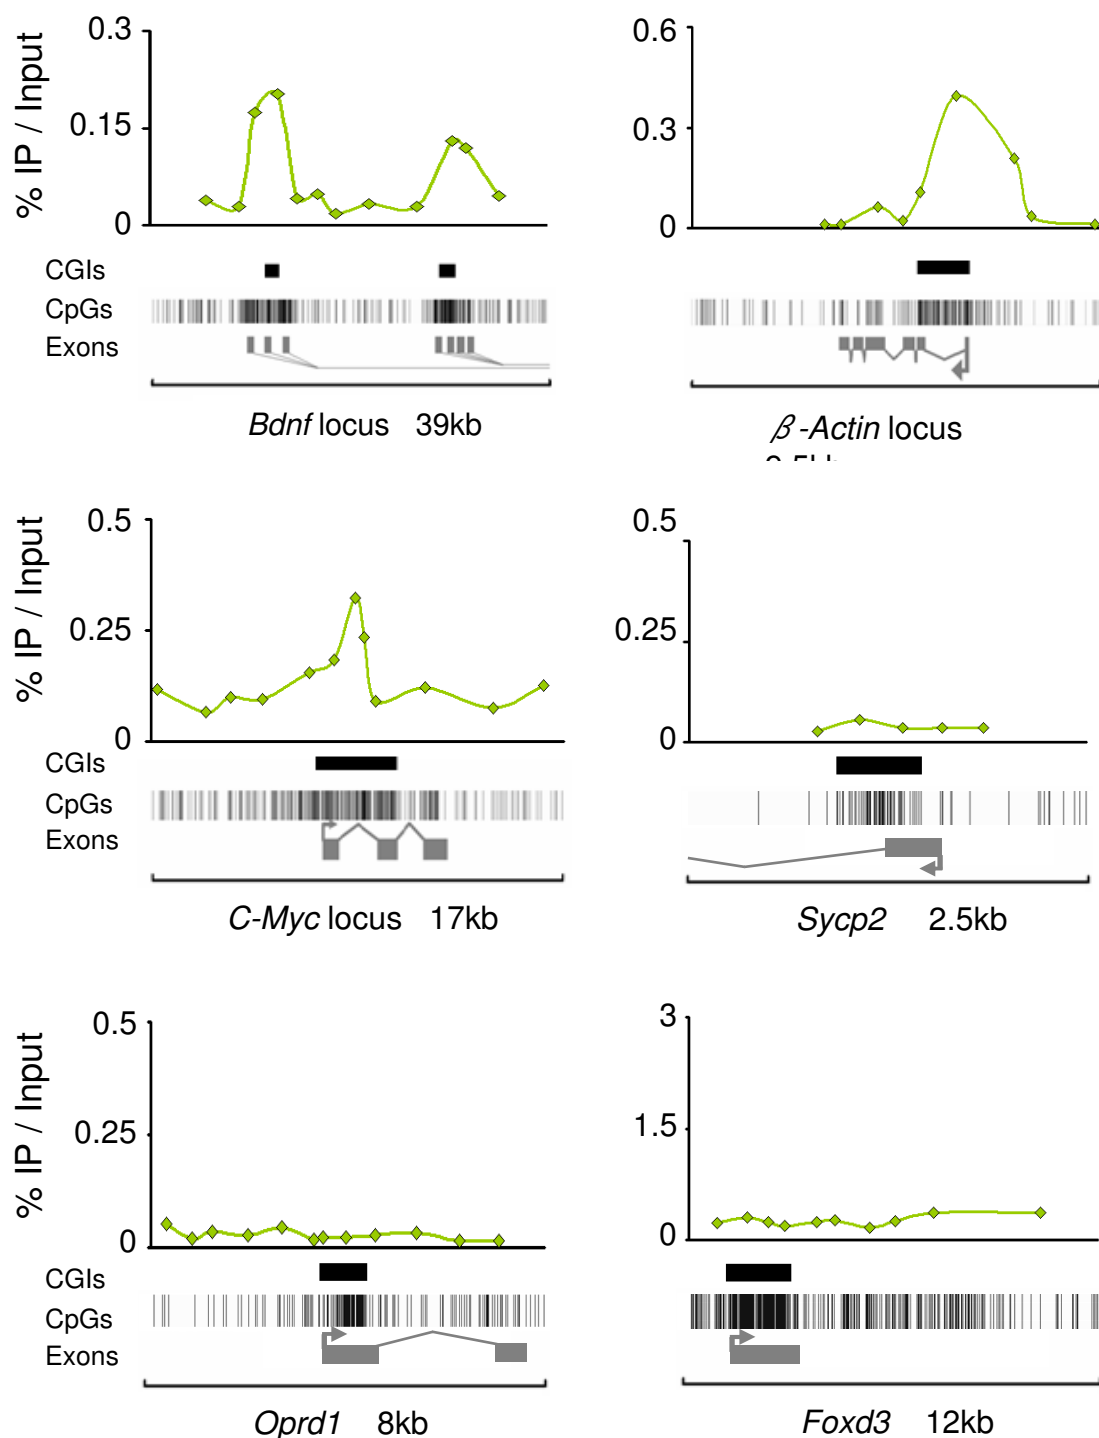 % IP / Input
0.3
0.15
0
CGIs
CpGs
Exons
Bdnf locus 39kb
0.6
0.3
0
β-Actin locus
% IP / Input
0.5
0.25
0
CGIs
CpGs
Exons
C-Myc locus 17kb
0.5
0.25
0
Sycp2 2.5kb
% IP / Input
0.5
0.25
0
CGIs
CpGs
Exons
Oprd1 8kb
3
1.5
0
Foxd3 12kb